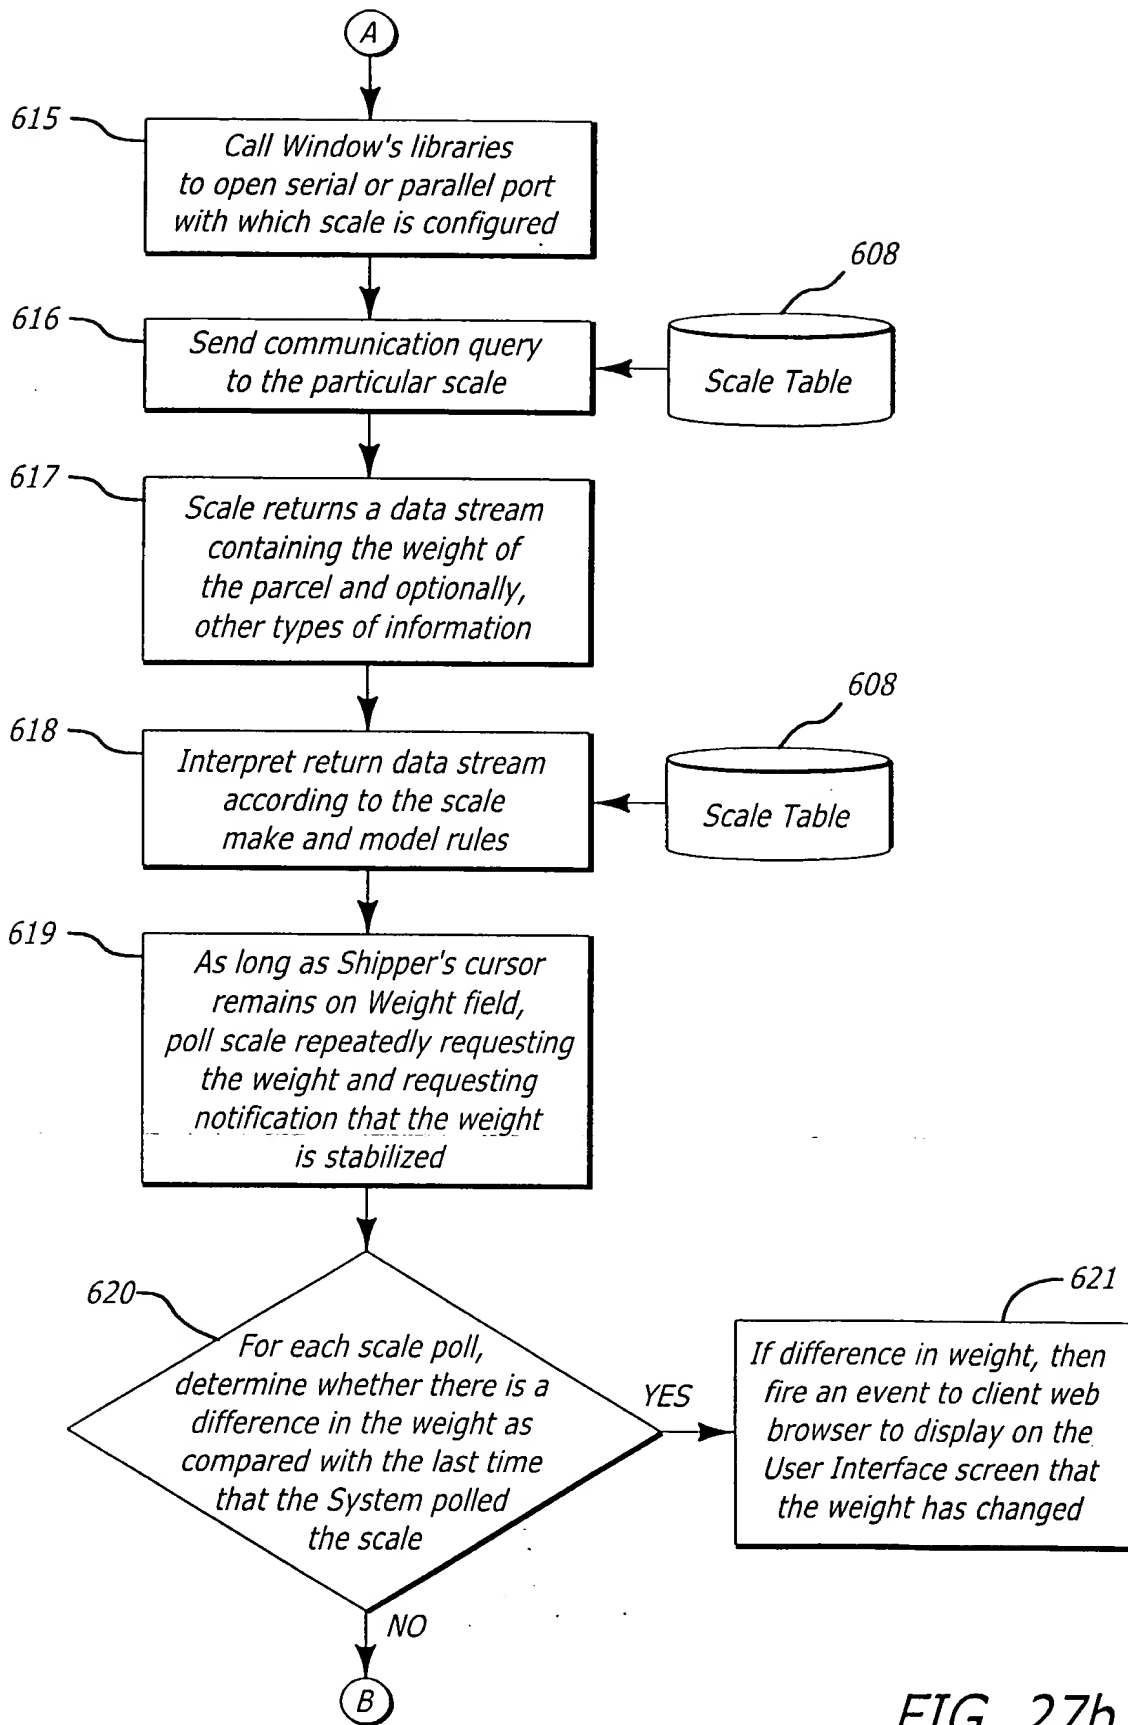 A
615
Call Window's libraries
to open serial or parallel port
with which scale is configured
608
616
Send communication query
to the particular scale
Scale Table
617
Scale returns a data stream
containing the weight of
the parcel and optionally,
other types of information
608
618
Interpret return data stream
according to the scale
make and model rules
Scale Table
619
As long as Shipper's cursor
remains on Weight field,
poll scale repeatedly requesting
the weight and requesting
notification that the weight
is stabilized
620
For each scale poll,
determine whether there is a
difference in the weight as
compared with the last time
that the System polled
the scale
YES
621
If difference in weight, then
fire an event to client web
browser to display on the
User Interface screen that
the weight has changed
NO
B
FIG. 27b